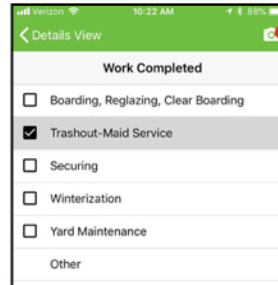 Verizon 10:22 AM 88%
Details View
Work Completed
Boarding, Reglazing, Clear Boarding
Trashout-Maid Service
Securing
Winterization
Yard Maintenance
Other